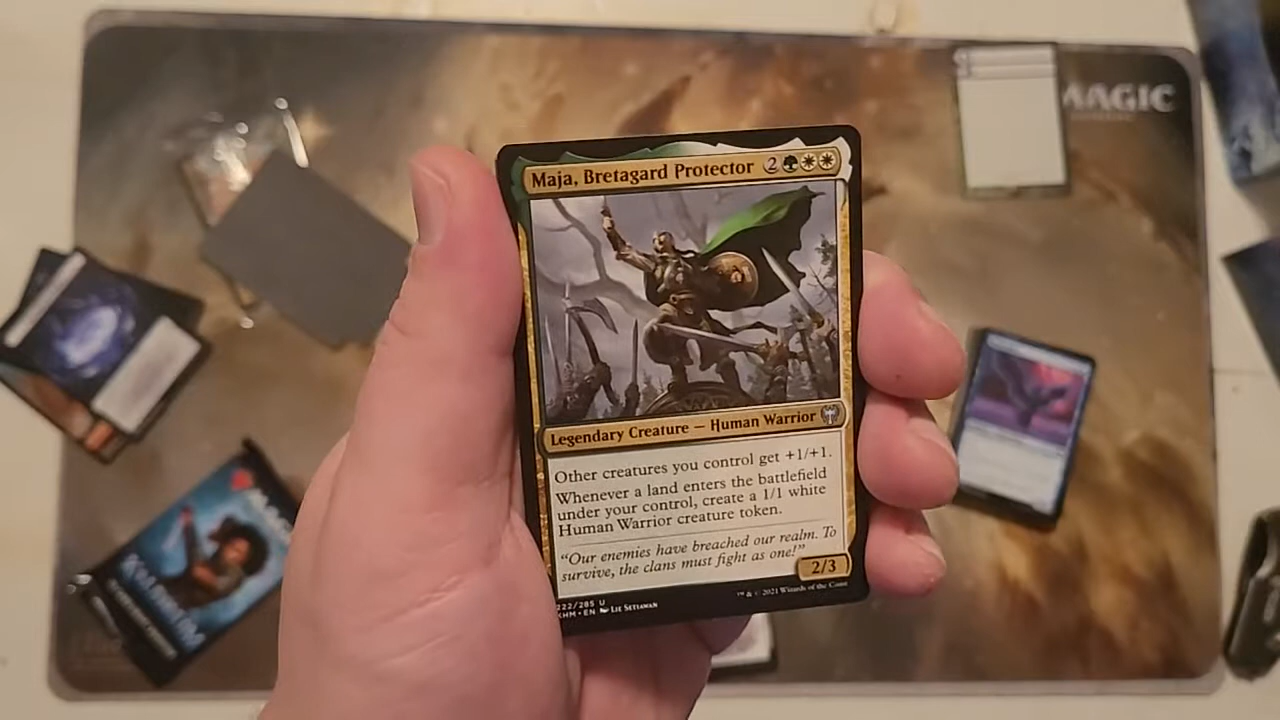 MAGIC
Maja, Bretagard Protector 2
Legendary Creature — Human Warrior
Other creatures you control get +1/+1.
Whenever a land enters the battlefield
under your control, create a 1/1 white
Human Warrior creature token.
"Our enemies have breached our realm. To
survive, the clans must fight as one!"
2/3
222/285 U
KHM • EN Lie Setiawan
™ & © 2021 Wizards of the Coast
MAGIC
KALDHEIM